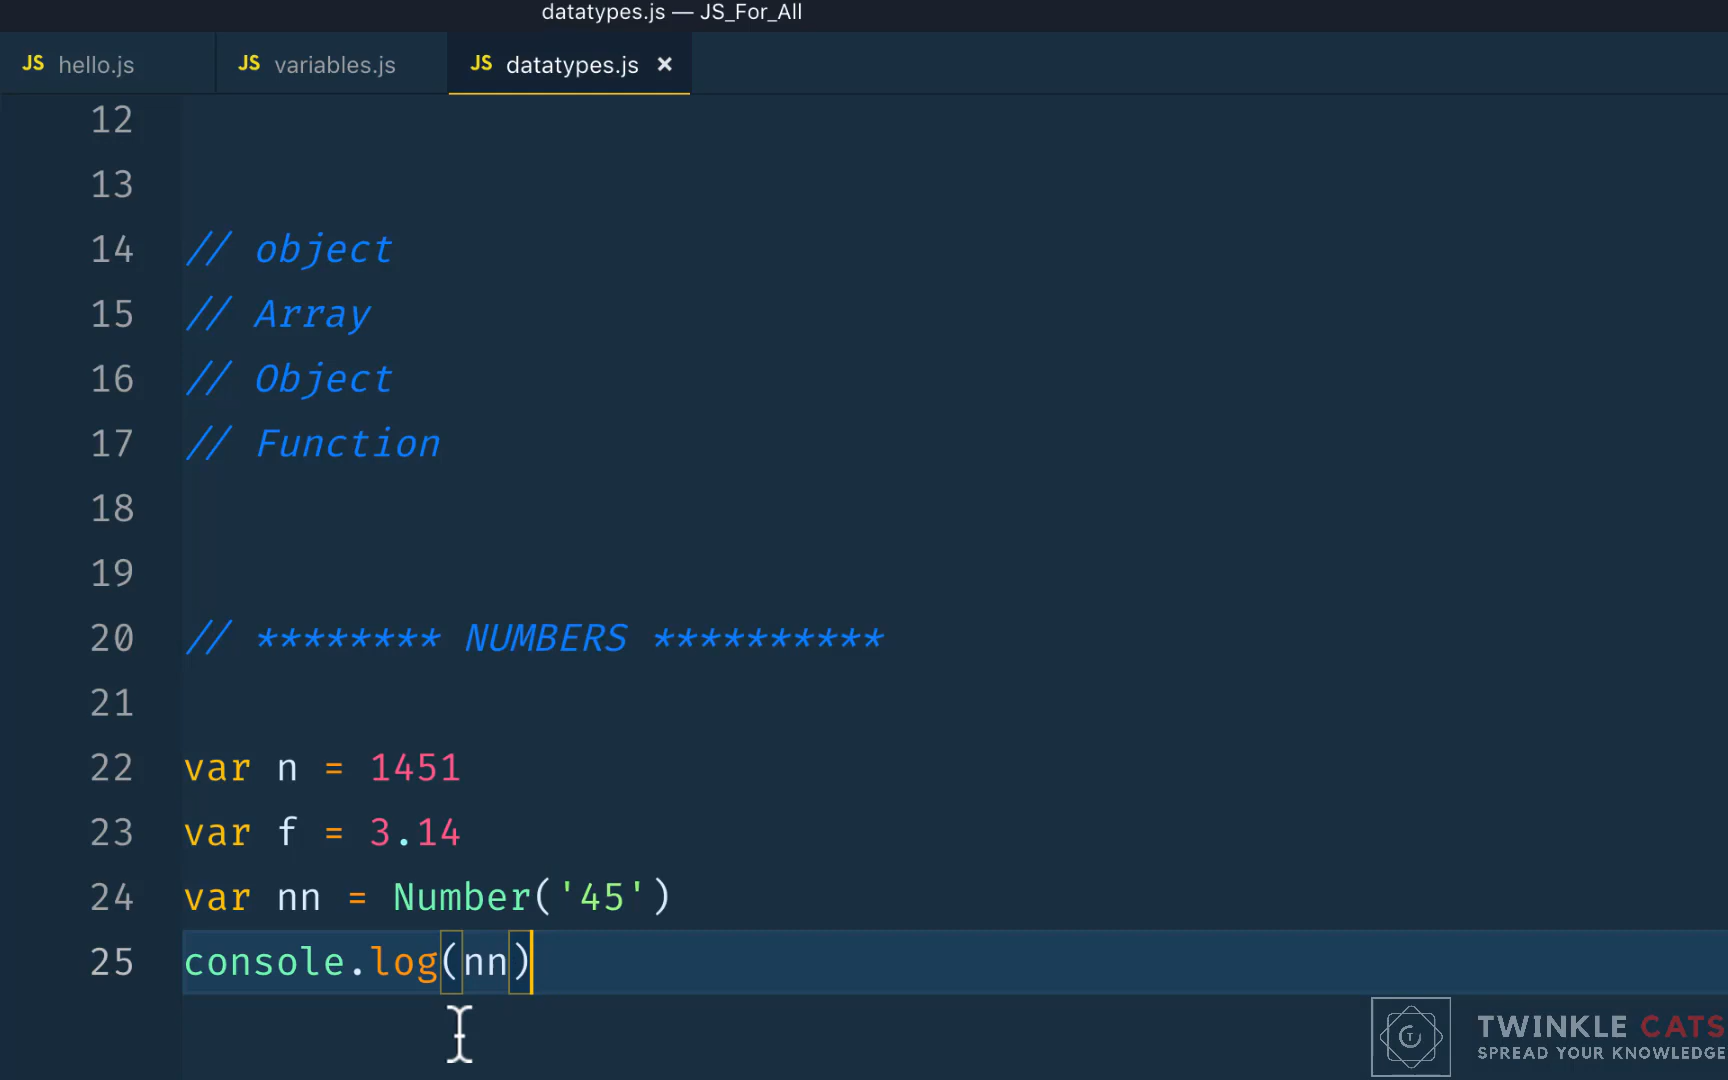 datatypes.js — JS_For_All
JS hello.js
JS variables.js
JS datatypes.js ×
12
13
14 // object
15 // Array
16 // Object
17 // Function
18
19
20 // ******** NUMBERS **********
21
22 var n = 1451
23 var f = 3.14
24 var nn = Number('45')
25 console.log(nn)
TWINKLE CATS
SPREAD YOUR KNOWLEDGE